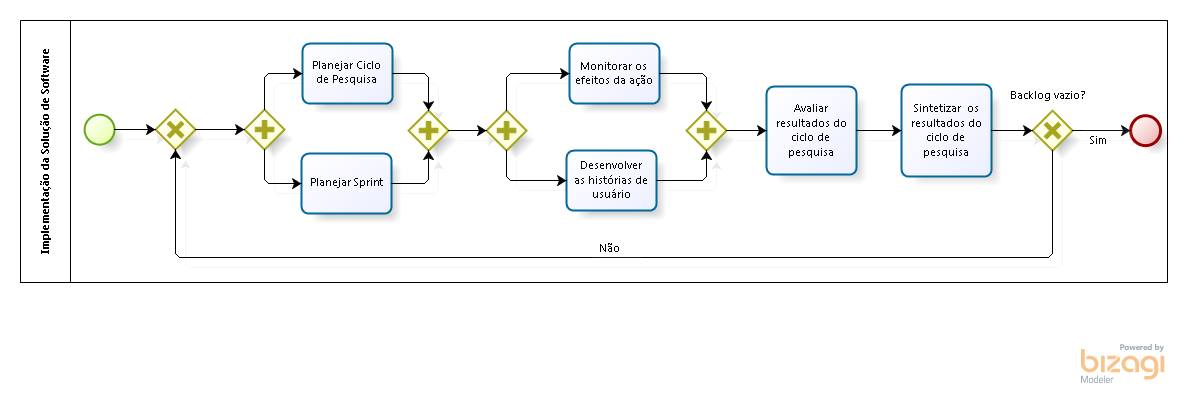 Implementação da Solução de Software
Planejar Ciclo
de Pesquisa
Planejar Sprint
Monitorar os
efeitos da ação
Desenvolver
as histórias de
usuário
Avaliar
resultados do
ciclo de
pesquisa
Sintetizar os
resultados do
ciclo de
pesquisa
Backlog vazio?
Sim
Não
Powered by
bizagi
Modeler